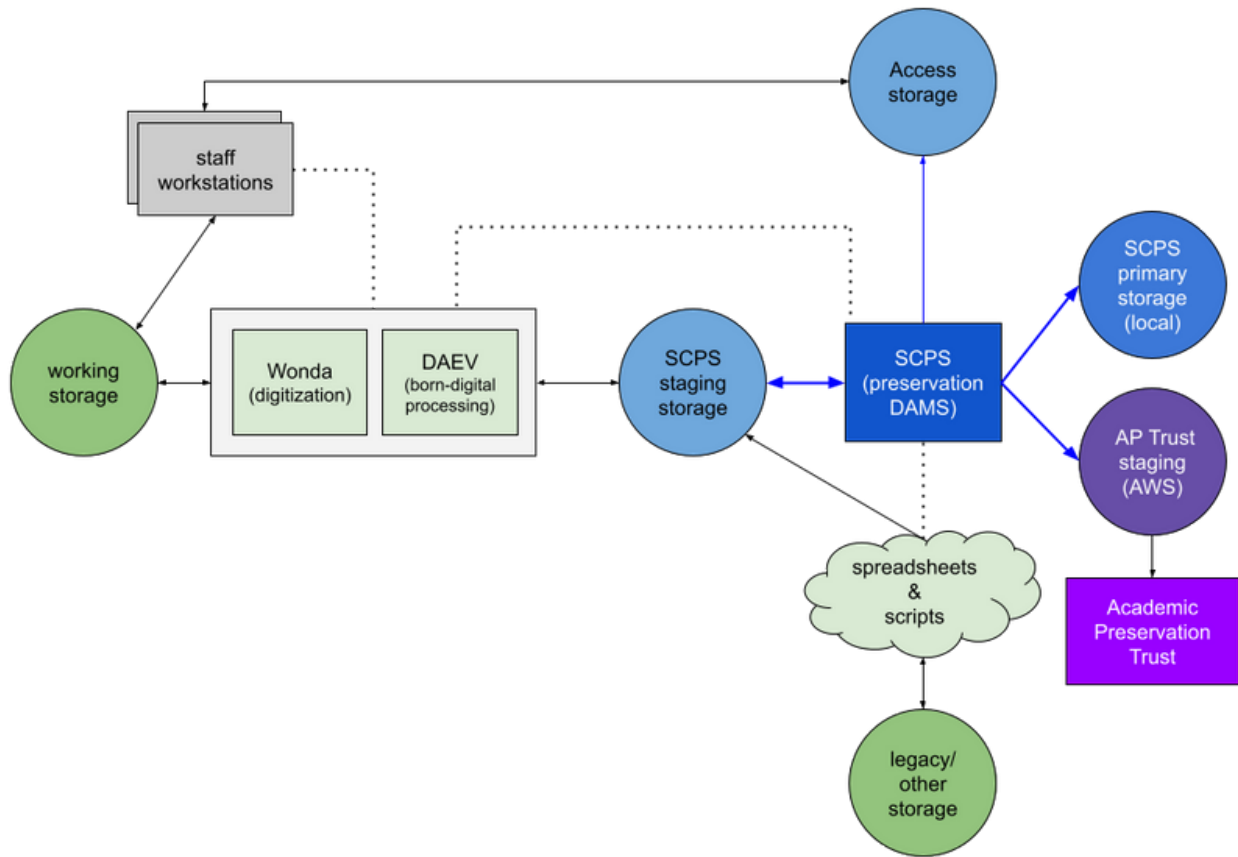 Access
storage
staff
workstations
SCPS
primary
storage
(local)
working
storage
Wonda
(digitization)
DAEV
(born-digital
processing)
SCPS
staging
storage
SCPS
(preservation
DAMS)
AP Trust
staging
(AWS)
spreadsheets
&
scripts
Academic
Preservation
Trust
legacy/
other
storage